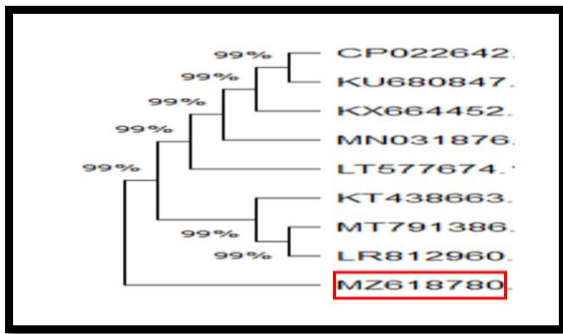 99% CP022642.
99% KU680847.
99% KX664452.
99% MN031876.
99% LT577674.
KT438663.
99% MT791386.
99% LR812960.
MZ618780.